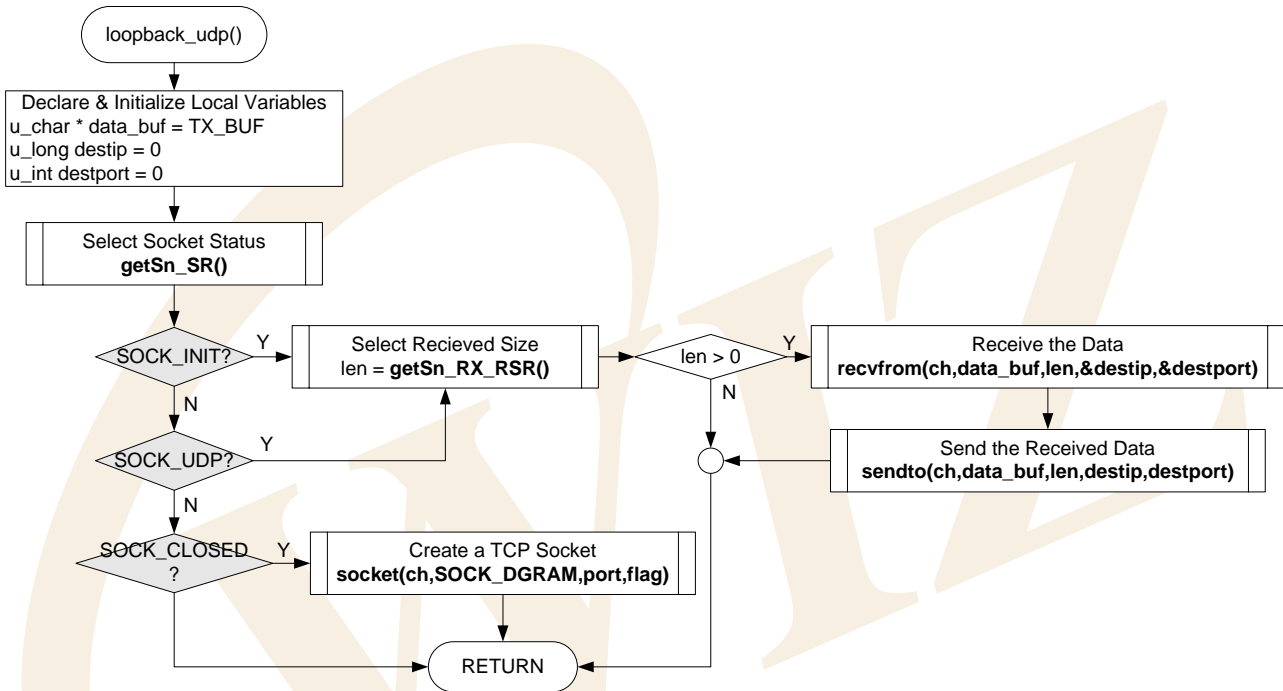 loopback_udp()
Declare & Initialize Local Variables
u_char * data_buf = TX_BUF
u_long destip = 0
u_int destport = 0
Select Socket Status
getSn_SR()
SOCK_INIT?
Y
N
Select Recieved Size
len = getSn_RX_RSR()
len > 0
Y
N
Receive the Data
recvfrom(ch,data_buf,len,&destip,&destport)
Send the Received Data
sendto(ch,data_buf,len,destip,destport)
SOCK_UDP?
Y
N
SOCK_CLOSED
?
Y
Create a TCP Socket
socket(ch,SOCK_DGRAM,port,flag)
RETURN
WIZ